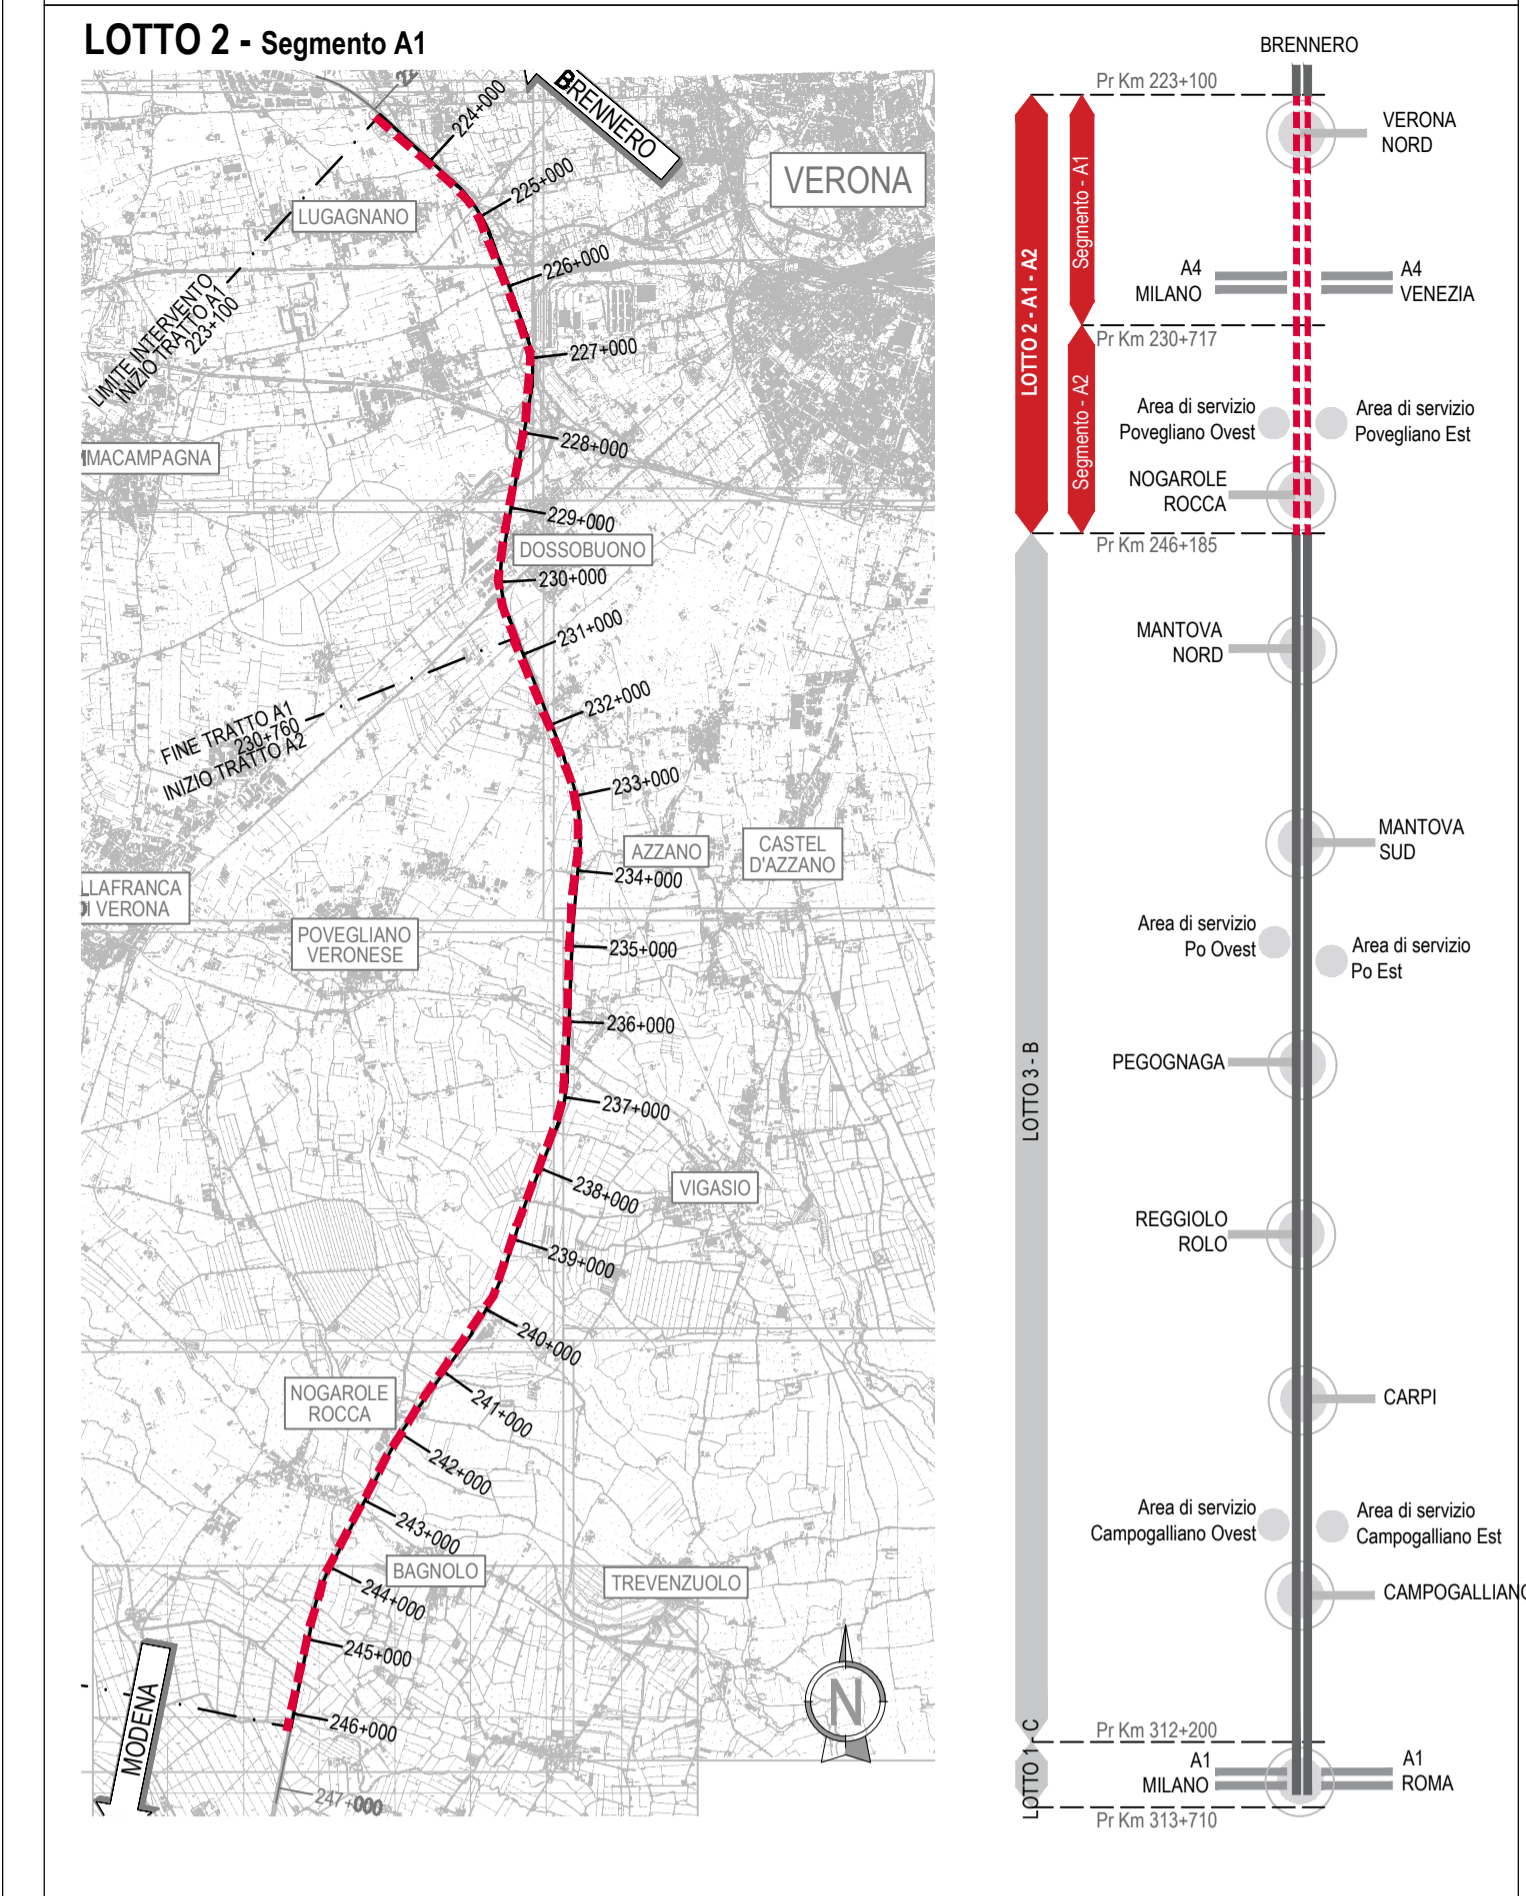 LOTTO 2 - Segmento A1
BRENNERO
224+000
225+000
226+000
227+000
228+000
229+000
230+000
231+000
232+000
233+000
234+000
235+000
236+000
237+000
238+000
239+000
240+000
241+000
242+000
243+000
244+000
245+000
246+000
247+000
VERONA
LUGAGNANO
LIMITE INTERVENTO
INIZIO TRATTO A1
223+100
MACAMPAGNA
DOSSOBUONO
FINE TRATTO A1
230+760
INIZIO TRATTO A2
AZZANO
CASTEL
D'AZZANO
LLAFRANCA
DI VERONA
POVEGLIANO
VERONESE
VIGASIO
NOGAROLE
ROCCA
BAGNOLO
TREVENZUOLO
MODENA
N
BRENNERO
Pr Km 223+100
VERONA
NORD
LOTTO 2 - A1 - A2
Segmento - A1
A4
MILANO
A4
VENEZIA
Pr Km 230+717
Segmento - A2
Area di servizio
Povegliano Ovest
Area di servizio
Povegliano Est
NOGAROLE
ROCCA
Pr Km 246+185
MANTOVA
NORD
MANTOVA
SUD
Area di servizio
Po Ovest
Area di servizio
Po Est
LOTTO 3 - B
PEGOGNAGA
REGGIOLO
ROLO
CARPI
Area di servizio
Campogalliano Ovest
Area di servizio
Campogalliano Est
CAMPOGALLIANO
Pr Km 312+200
LOTTO 1 - C
A1
MILANO
A1
ROMA
Pr Km 313+710